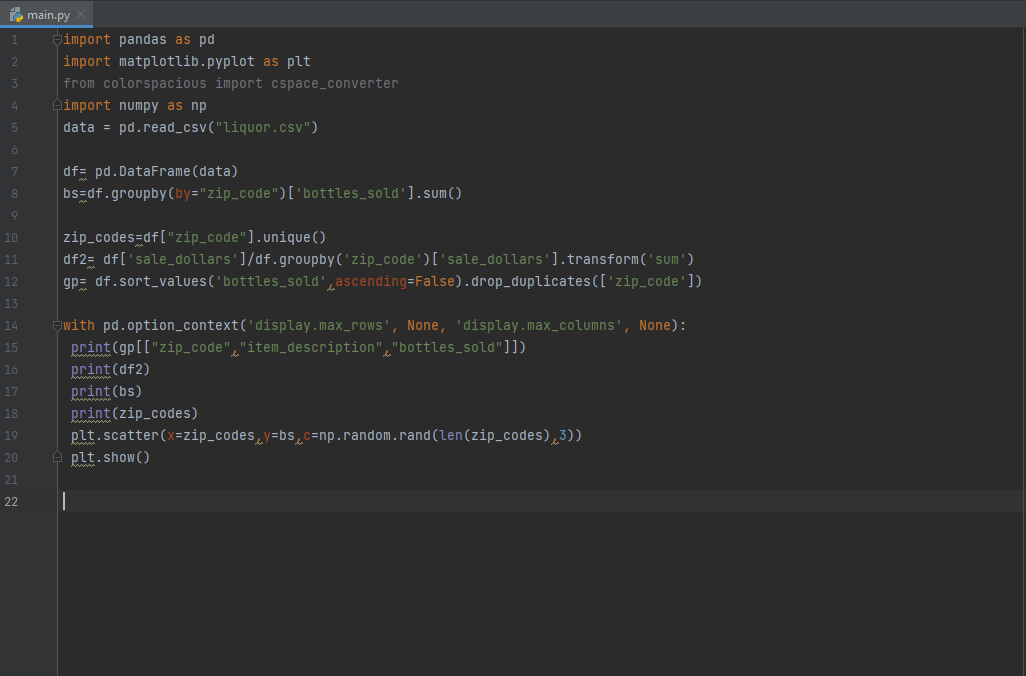 main.py
1 import pandas as pd
2 import matplotlib.pyplot as plt
3 from colorspacious import cspace_converter
4 import numpy as np
5 data = pd.read_csv("liquor.csv")
6
7 df= pd.DataFrame(data)
8 bs=df.groupby(by="zip_code")['bottles_sold'].sum()
9
10 zip_codes=df["zip_code"].unique()
11 df2= df['sale_dollars']/df.groupby('zip_code')['sale_dollars'].transform('sum')
12 gp= df.sort_values('bottles_sold',ascending=False).drop_duplicates(['zip_code'])
13
14 with pd.option_context('display.max_rows', None, 'display.max_columns', None):
15 print(gp[["zip_code","item_description","bottles_sold"]])
16 print(df2)
17 print(bs)
18 print(zip_codes)
19 plt.scatter(x=zip_codes,y=bs,c=np.random.rand(len(zip_codes),3))
20 plt.show()
21
22